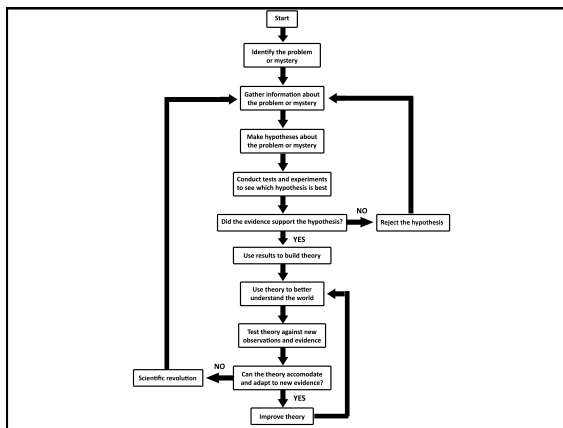 Start
Identify the problem
or mystery
Gather information about
the problem or mystery
Make hypotheses about
the problem or mystery
Conduct tests and experiments
to see which hypothesis is best
Did the evidence support the hypothesis?
NO
Reject the hypothesis
YES
Use results to build theory
Use theory to better
understand the world
Test theory against new
observations and evidence
Can the theory accomodate
and adapt to new evidence?
NO
Scientific revolution
YES
Improve theory